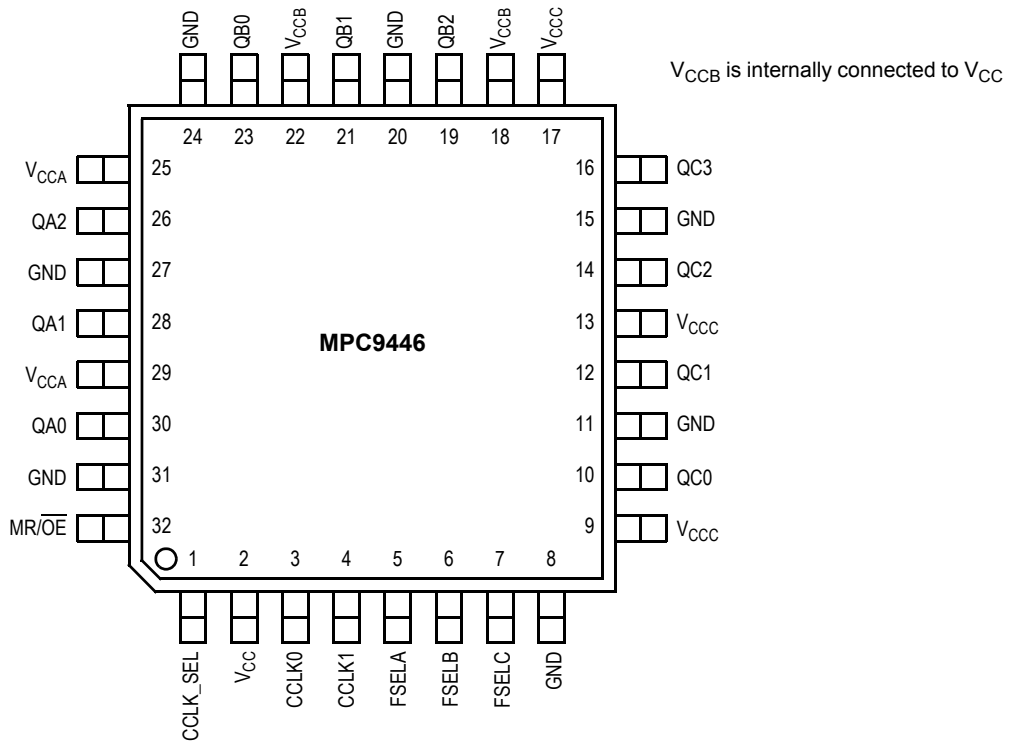 GND QB0 VCCB QB1 GND QB2 VCCB VCCC
VCCB is internally connected to VCC
24 23 22 21 20 19 18 17
VCCA 25 16 QC3
QA2 26 15 GND
GND 27 14 QC2
QA1 28 MPC9446 13 VCCC
VCCA 29 12 QC1
QA0 30 11 GND
GND 31 10 QC0
MR/OE 32 9 VCCC
1 2 3 4 5 6 7 8
CCLK_SEL VCC CCLK0 CCLK1 FSELA FSELB FSELC GND